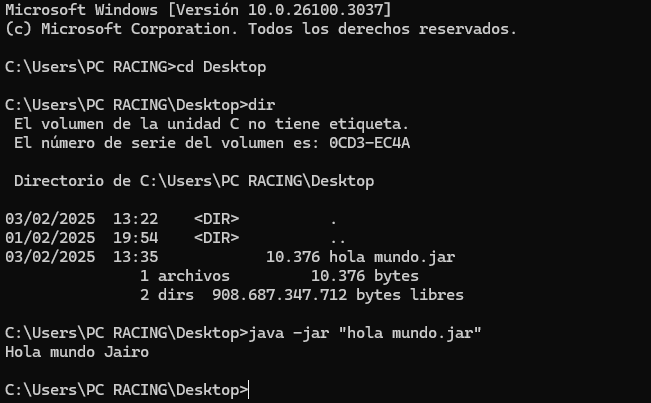 Microsoft Windows [Versión 10.0.26100.3037]
(c) Microsoft Corporation. Todos los derechos reservados.
C:\Users\PC RACING>cd Desktop
C:\Users\PC RACING\Desktop>dir
El volumen de la unidad C no tiene etiqueta.
El número de serie del volumen es: 0CD3-EC4A
Directorio de C:\Users\PC RACING\Desktop
03/02/2025  13:22    <DIR>          .
01/02/2025  19:54    <DIR>          ..
03/02/2025  13:35            10.376 hola mundo.jar
1 archivos         10.376 bytes
2 dirs  908.687.347.712 bytes libres
C:\Users\PC RACING\Desktop>java -jar "hola mundo.jar"
Hola mundo Jairo
C:\Users\PC RACING\Desktop>